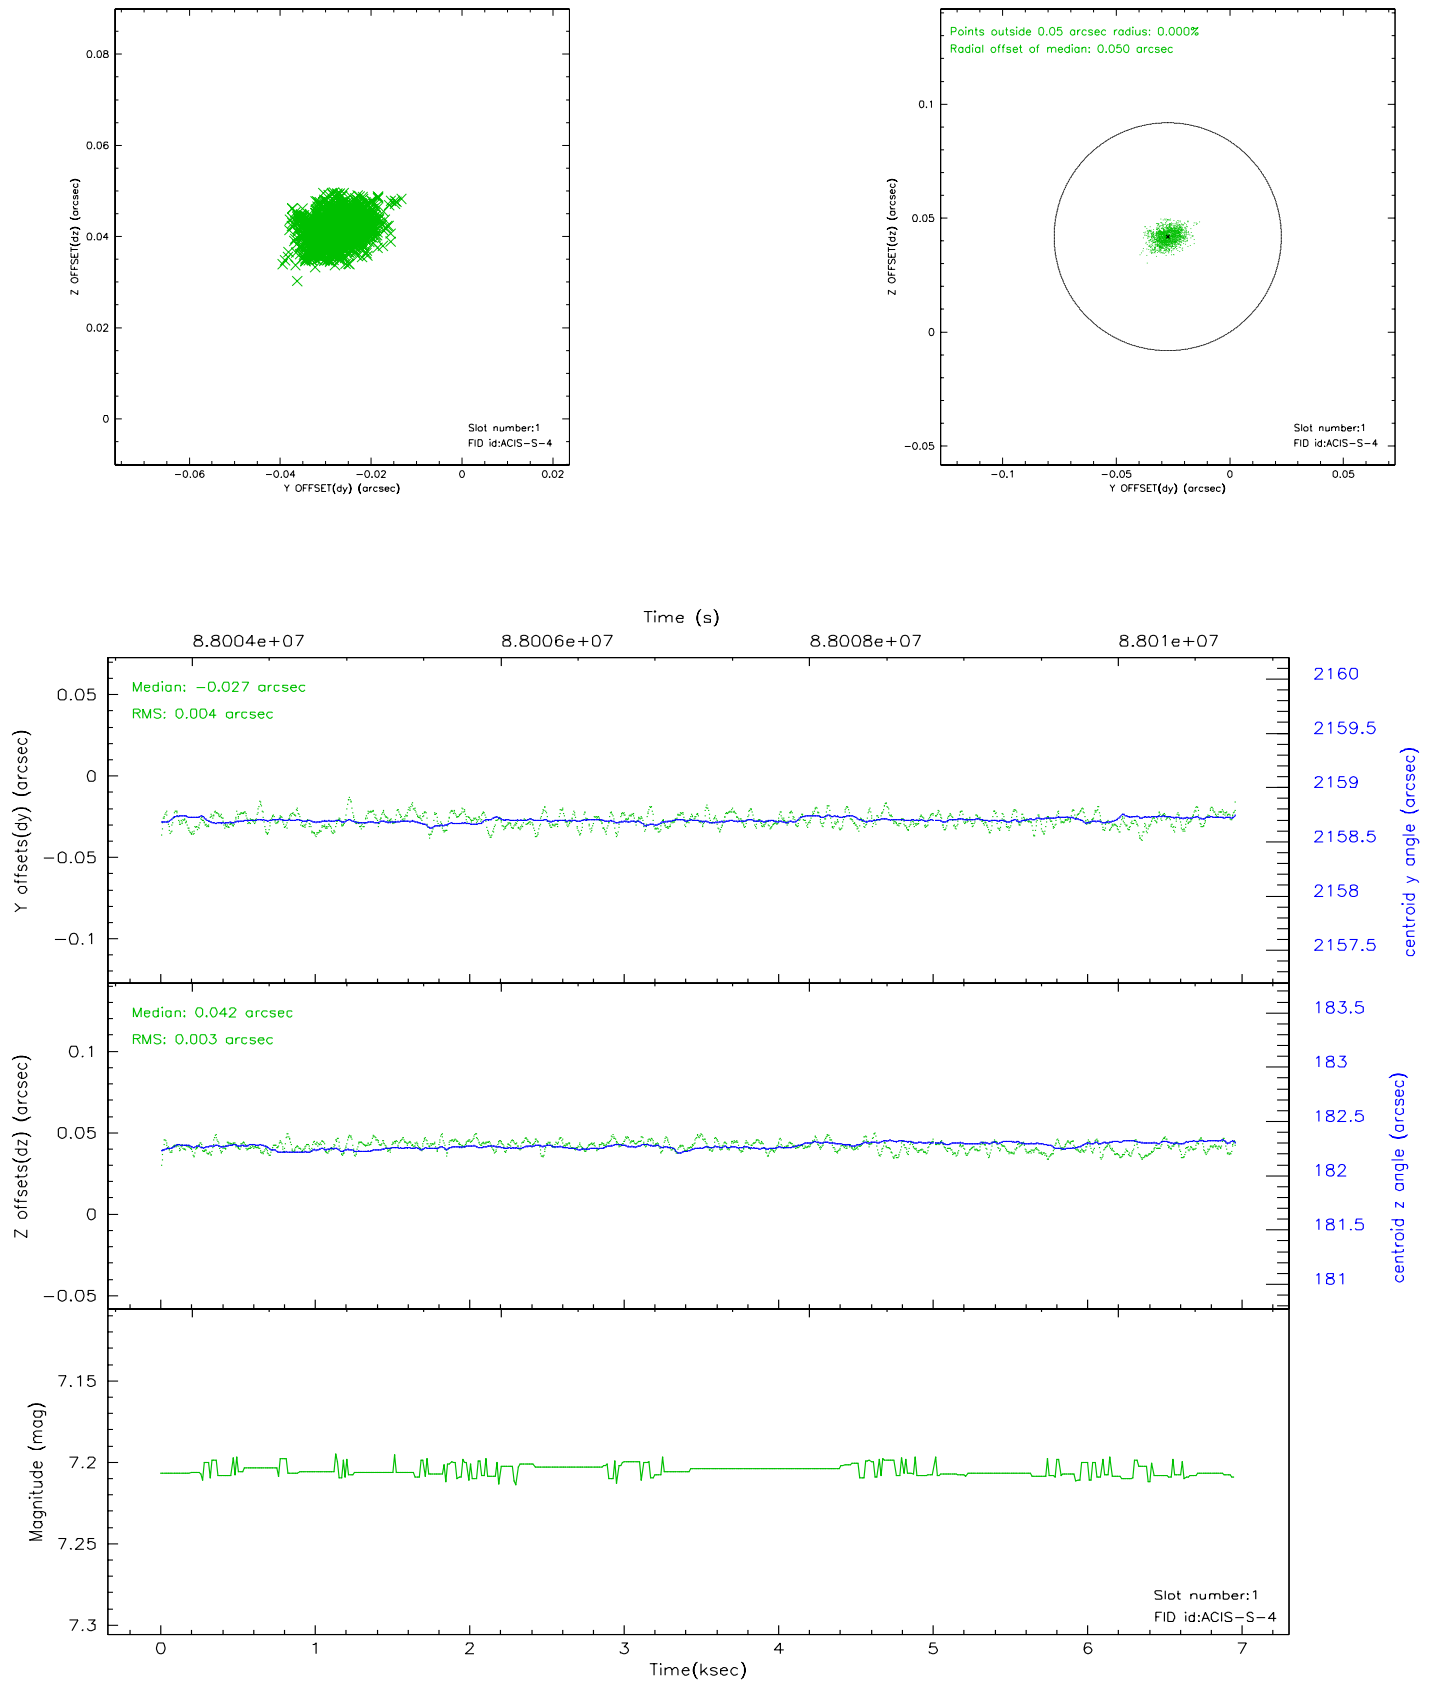 0.08
0.06
0.04
0.02
0
Z OFFSET(dz) (arcsec)
Slot number:1
FID id:ACIS-S-4
-0.06 -0.04 -0.02 0 0.02
Y OFFSET(dy) (arcsec)
Points outside 0.05 arcsec radius: 0.000%
Radial offset of median: 0.050 arcsec
0.1
0.05
0
-0.05
Z OFFSET(dz) (arcsec)
Slot number:1
FID id:ACIS-S-4
-0.1 -0.05 0 0.05
Y OFFSET(dy) (arcsec)
Time (s)
8.8004e+07 8.8006e+07 8.8008e+07 8.801e+07
Median: -0.027 arcsec
RMS: 0.004 arcsec
0.05
0
-0.05
-0.1
Y offsets(dy) (arcsec)
2160
2159.5
2159
2158.5
2158
2157.5
centroid y angle (arcsec)
Median: 0.042 arcsec
RMS: 0.003 arcsec
0.1
0.05
0
-0.05
Z offsets(dz) (arcsec)
183.5
183
182.5
182
181.5
181
centroid z angle (arcsec)
7.15
7.2
7.25
7.3
Magnitude (mag)
Slot number:1
FID id:ACIS-S-4
0 1 2 3 4 5 6 7
Time(ksec)